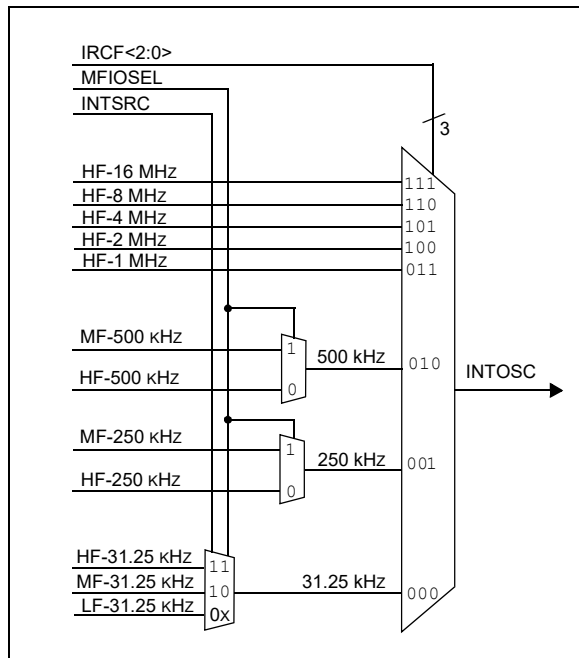 IRCF<2:0>
MFIOSEL
INTSRC
3
HF-16 MHZ
111
HF-8 MHZ
110
HF-4 MHZ
101
HF-2 MHZ
100
HF-1 MHZ
011
MF-500 KHZ
1
500 kHZ
010
HF-500 KHZ
0
INTOSC
MF-250 KHZ
1
250 kHZ
001
HF-250 KHZ
0
HF-31.25 KHZ
11
MF-31.25 KHZ
10
31.25 kHZ
000
LF-31.25 KHZ
0X